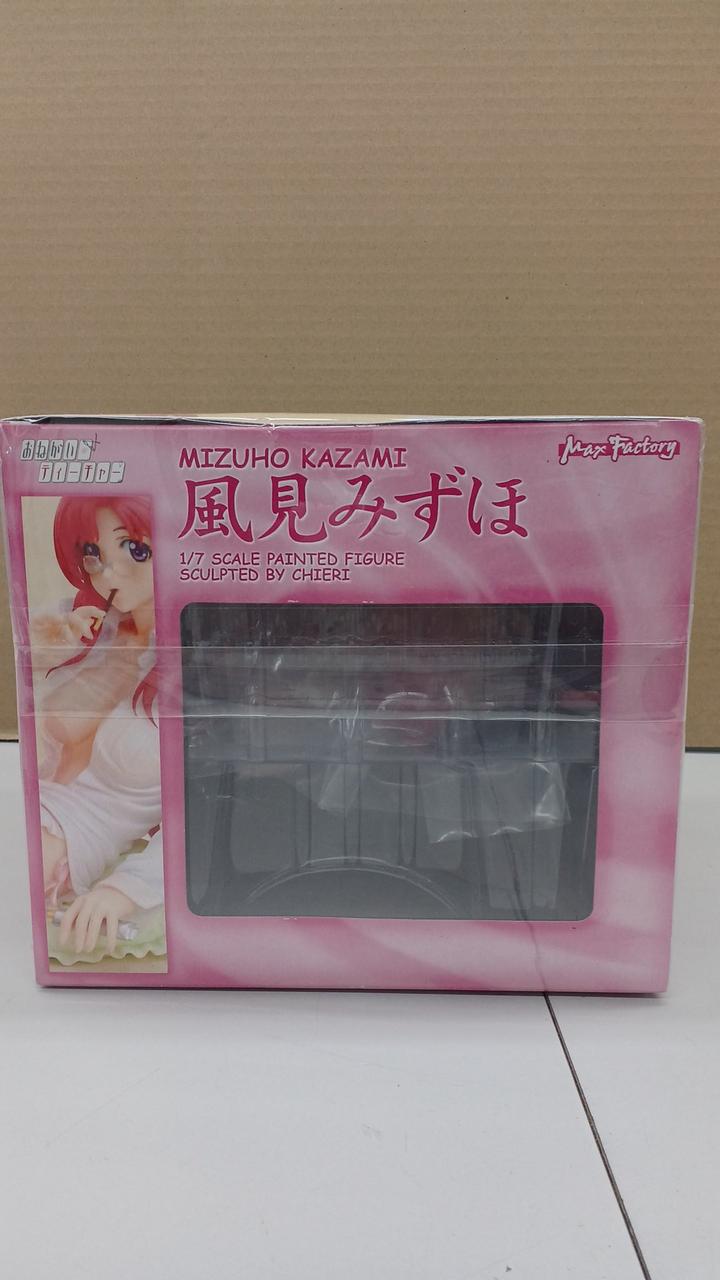 おねがい
ティーチャー
MIZUHO KAZAMI
Max Factory
風見みずほ
1/7 SCALE PAINTED FIGURE
SCULPTED BY CHIERI